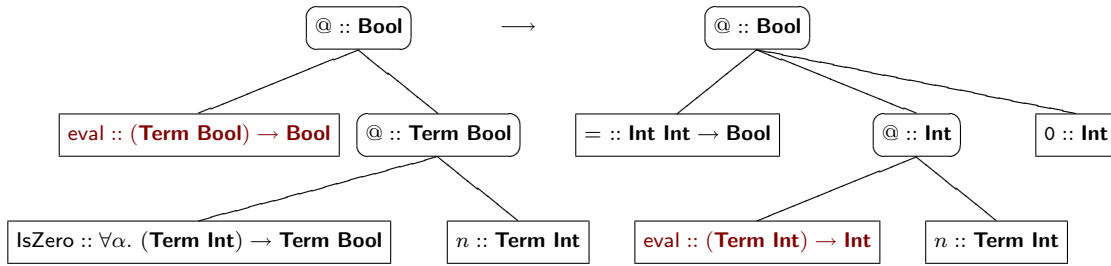 @ :: Bool ⟶ @ :: Bool
eval :: (Term Bool) → Bool @ :: Term Bool = :: Int Int → Bool @ :: Int 0 :: Int
IsZero :: ∀α. (Term Int) → Term Bool n :: Term Int eval :: (Term Int) → Int n :: Term Int